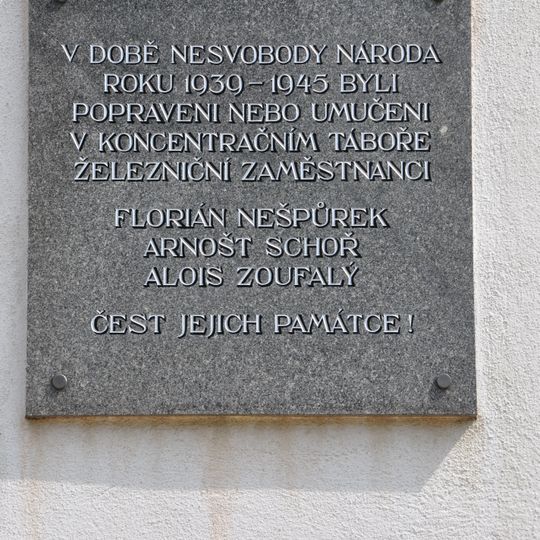 V DOBĚ NESVOBODY NÁRODA
ROKU 1939 – 1945 BYLI
POPRAVENI NEBO UMUČENI
V KONCENTRAČNÍM TÁBOŘE
ŽELEZNIČNÍ ZAMĚSTNANCI
FLORIÁN NEŠPŮREK
ARNOŠT SCHOŘ
ALOIS ZOUFALÝ
ČEST JEJICH PAMÁTCE !